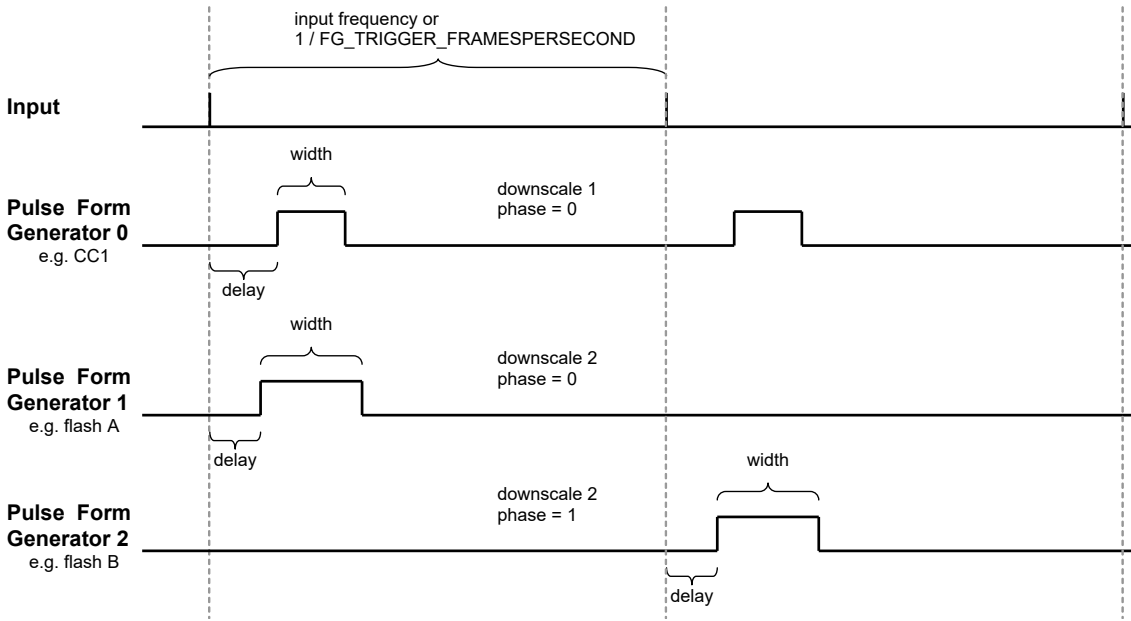 input frequency or
1 / FG_TRIGGER_FRAMESPERSECOND
Input
width
downscale 1
phase = 0
Pulse Form
Generator 0
e.g. CC1
delay
width
downscale 2
phase = 0
Pulse Form
Generator 1
e.g. flash A
delay
width
downscale 2
phase = 1
Pulse Form
Generator 2
e.g. flash B
delay